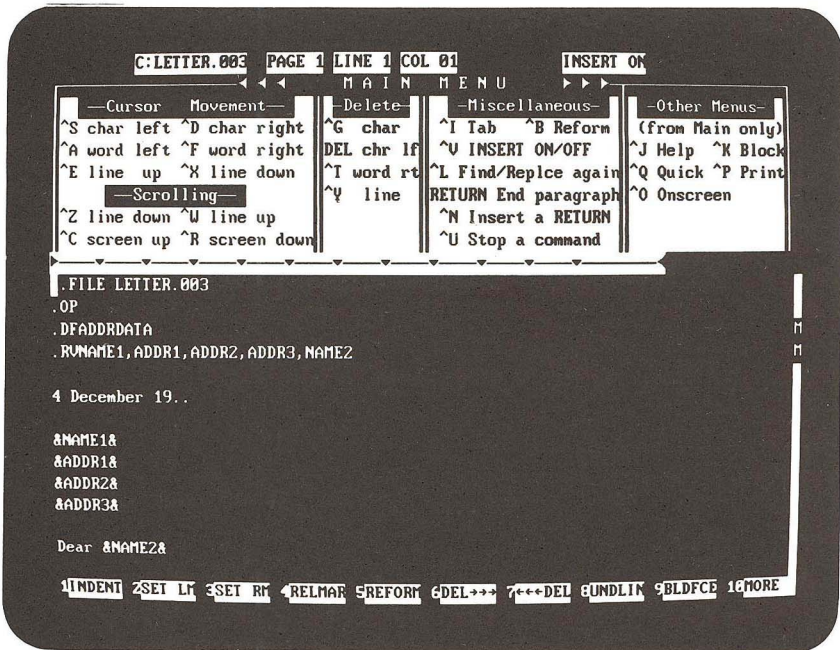 C:LETTER.003 PAGE 1 LINE 1 COL 01 INSERT ON
MAIN MENU
—Cursor Movement— —Delete— —Miscellaneous— —Other Menus—
^S char left ^D char right ^G char ^I Tab ^B Reform (from Main only)
^A word left ^F word right DEL chr lf ^V INSERT ON/OFF ^J Help ^K Block
^E line up ^X line down ^T word rt ^L Find/Replce again ^Q Quick ^P Print
—Scrolling— ^Y line RETURN End paragraph ^O Onscreen
^Z line down ^W line up ^N Insert a RETURN
^C screen up ^R screen down ^U Stop a command
.FILE LETTER.003
.OP
.DFADDRDATA M
.RVNAME1,ADDR1,ADDR2,ADDR3,NAME2 M
4 December 19..
&NAME1&
&ADDR1&
&ADDR2&
&ADDR3&
Dear &NAME2&
1INDENT 2SET LM 3SET RM 4RELMAR 5REFORM 6DEL→→→ 7←←←DEL 8UNDLIN 9BLDFCE 10MORE